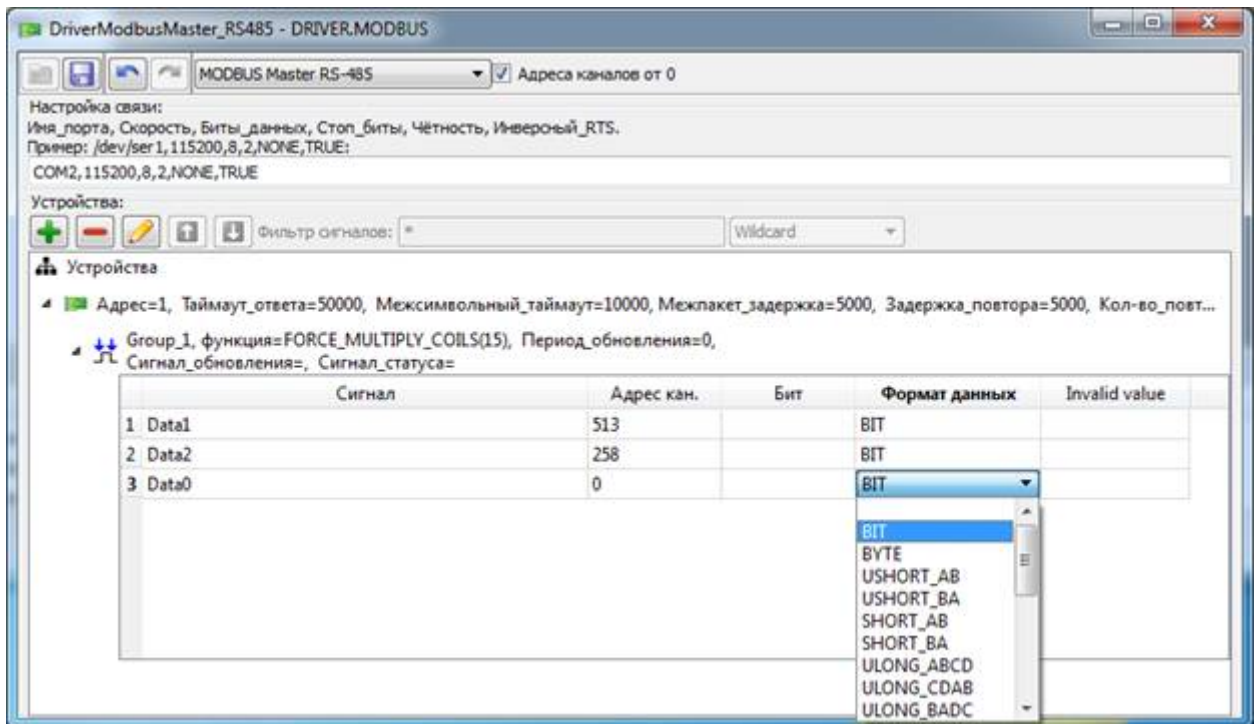 DriverModbusMaster_RS485 - DRIVER.MODBUS
MODBUS Master RS-485 Адреса каналов от 0
Настройка связи:
Имя_порта, Скорость, Биты_данных, Стоп_биты, Чётность, Инверсный_RTS.
Пример: /dev/ser1,115200,8,2,NONE,TRUE:
COM2,115200,8,2,NONE,TRUE
Устройства:
Фильтр сигналов: * Wildcard
Устройства
Адрес=1, Таймаут_ответа=50000, Межсимвольный_таймаут=10000, Межпакет_задержка=5000, Задержка_повтора=5000, Кол-во_повт...
Group_1, функция=FORCE_MULTIPLY_COILS(15), Период_обновления=0,
Сигнал_обновления=, Сигнал_статуса=
Сигнал Адрес кан. Бит Формат данных Invalid value
1 Data1 513 BIT
2 Data2 258 BIT
3 Data0 0 BIT
BIT
BYTE
USHORT_AB
USHORT_BA
SHORT_AB
SHORT_BA
ULONG_ABCD
ULONG_CDAB
ULONG_BADC